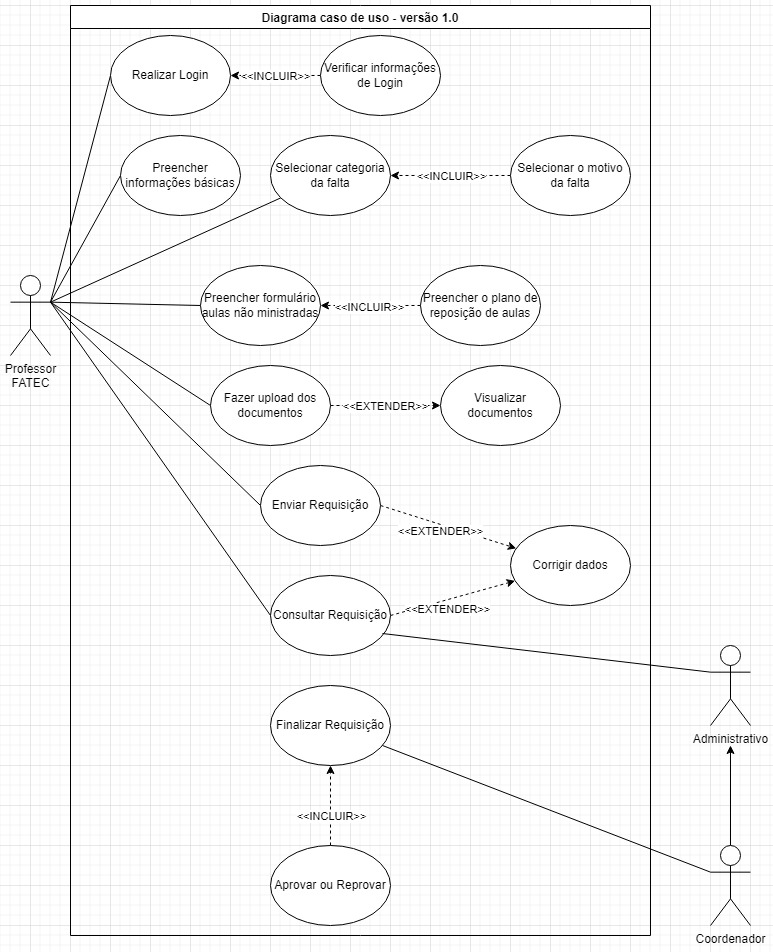 Diagrama caso de uso - versão 1.0
Realizar Login
<<INCLUIR>>
Verificar informações
de Login
Preencher
informações básicas
Selecionar categoria
da falta
<<INCLUIR>>
Selecionar o motivo
da falta
Preencher formulário
aulas não ministradas
<<INCLUIR>>
Preencher o plano de
reposição de aulas
Professor
FATEC
Fazer upload dos
documentos
<<EXTENDER>>
Visualizar
documentos
Enviar Requisição
<<EXTENDER>>
Corrigir dados
Consultar Requisição
<<EXTENDER>>
Finalizar Requisição
Administrativo
<<INCLUIR>>
Aprovar ou Reprovar
Coordenador